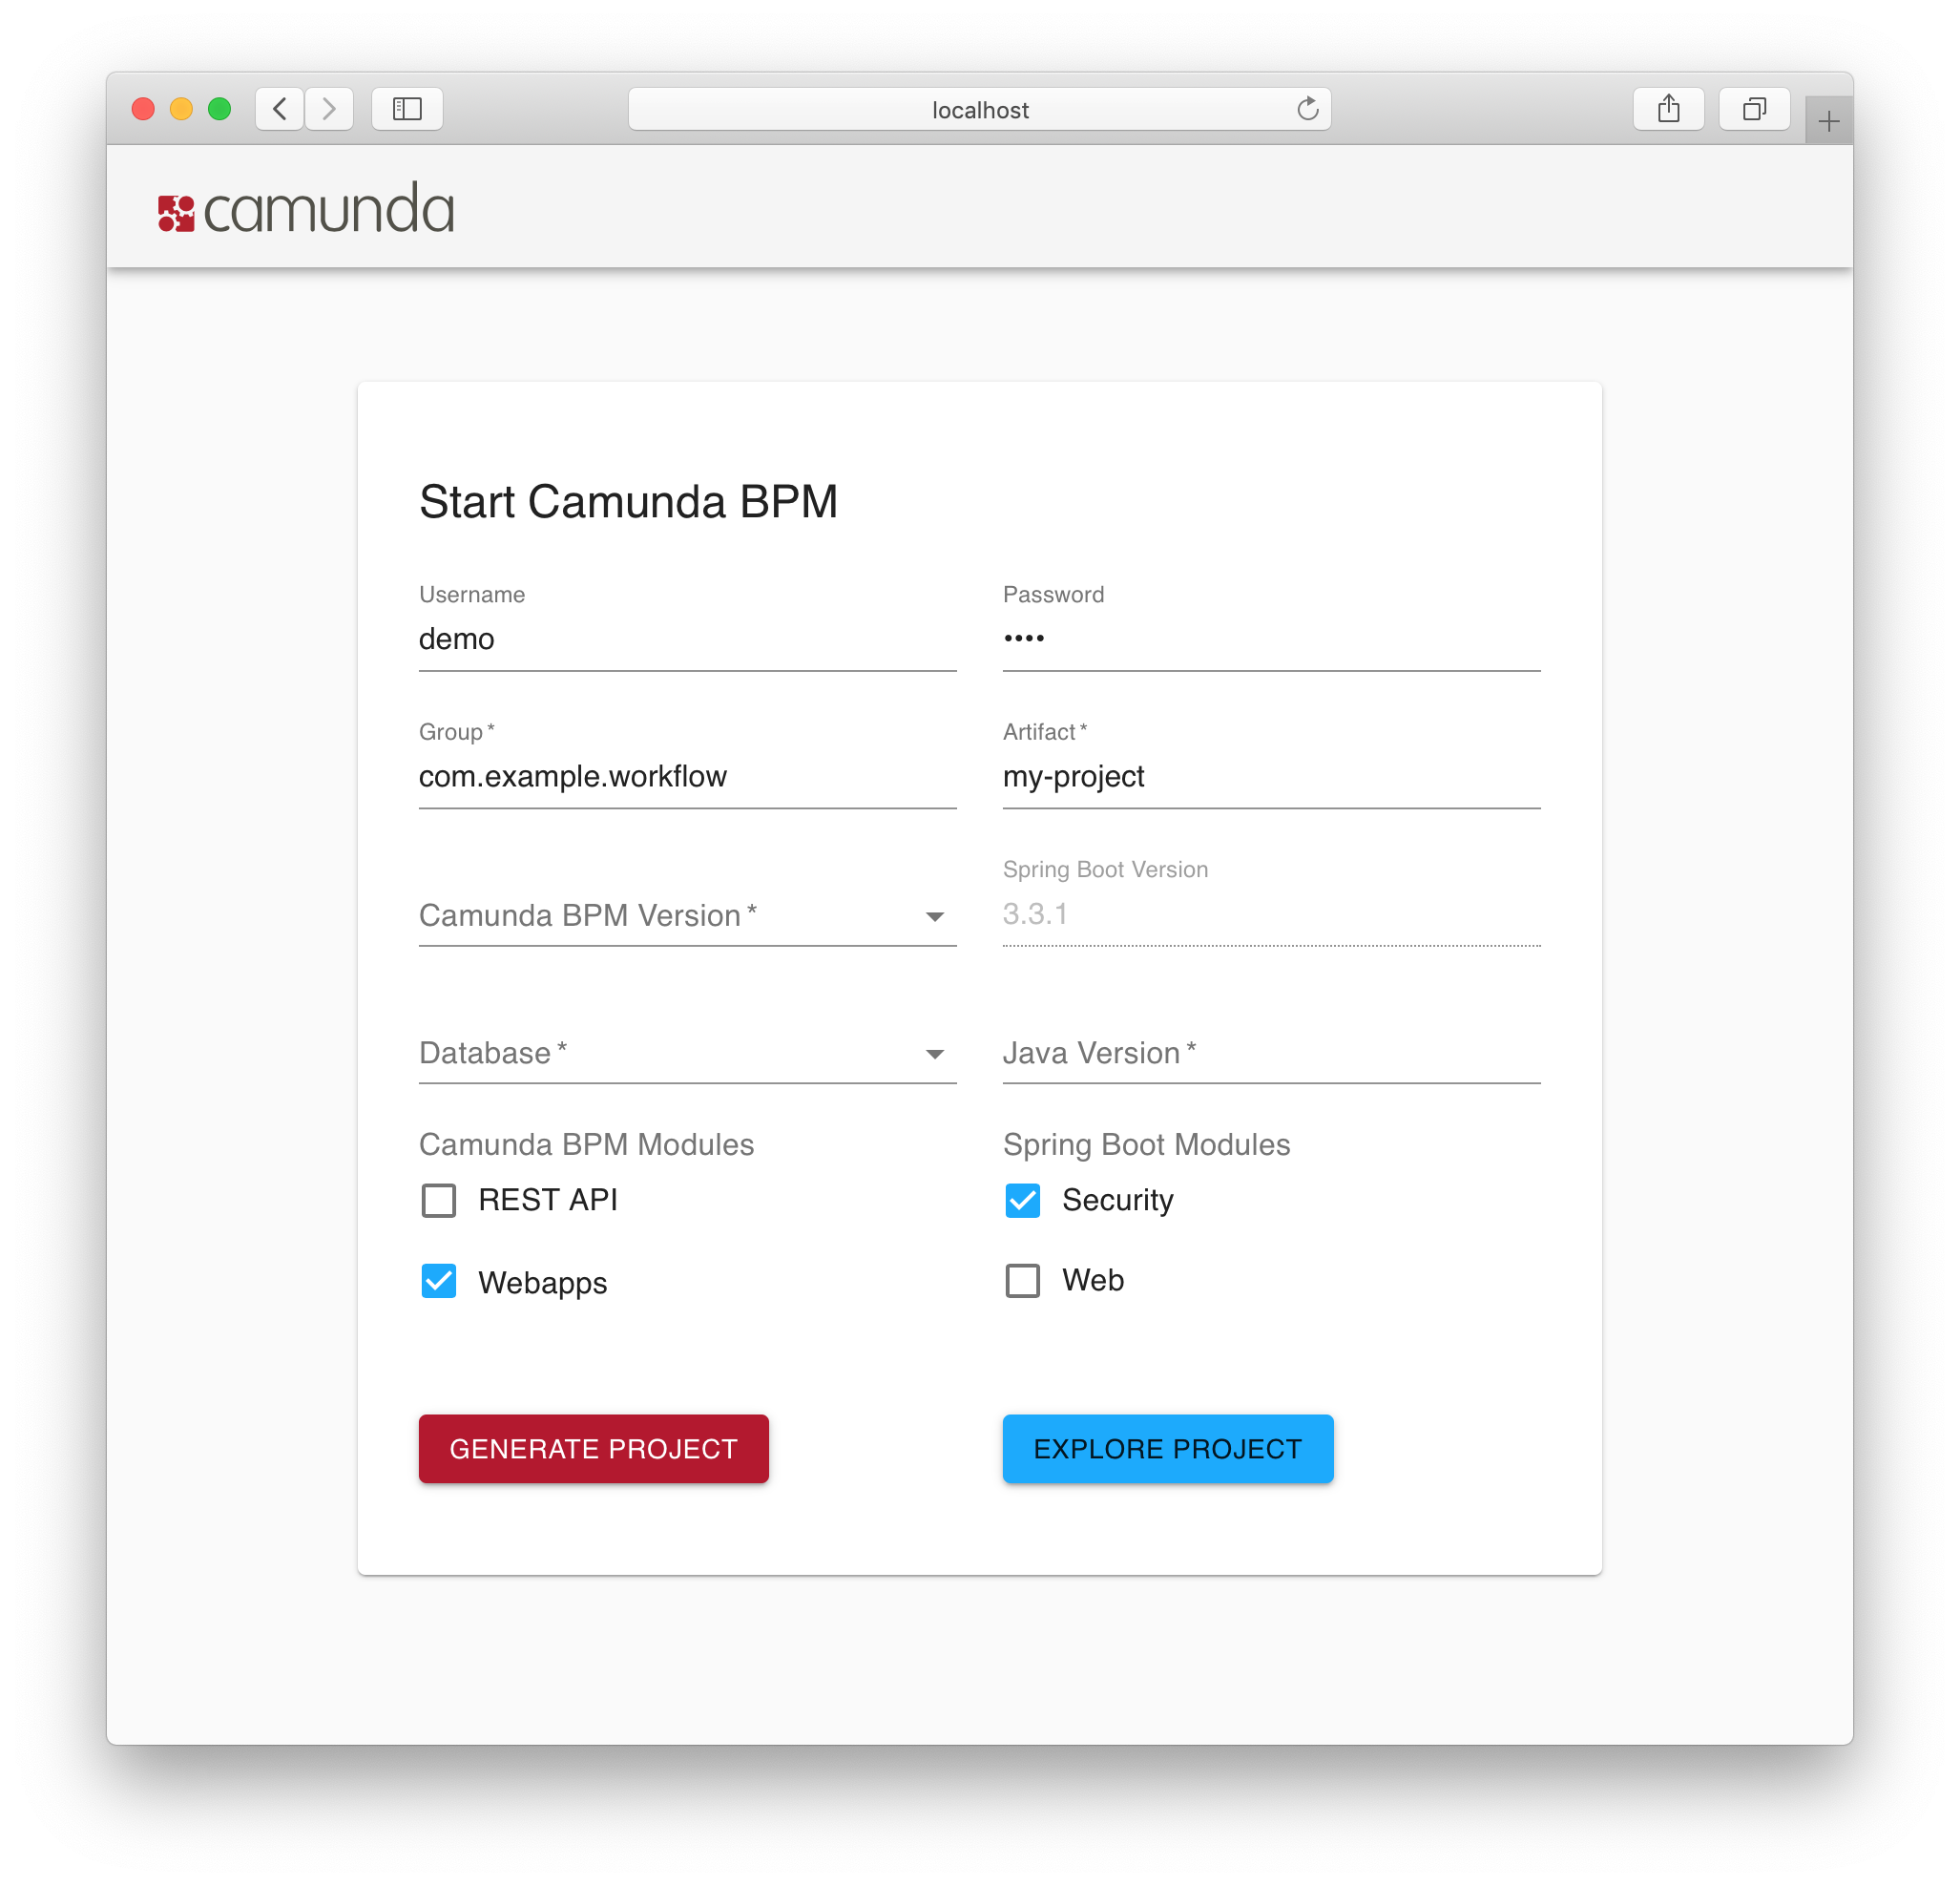 localhost
camunda
Start Camunda BPM
Username
Password
demo
••••
Group *
Artifact *
com.example.workflow
my-project
Spring Boot Version
Camunda BPM Version *
3.3.1
Database *
Java Version *
Camunda BPM Modules
Spring Boot Modules
REST API
Security
Webapps
Web
GENERATE PROJECT
EXPLORE PROJECT